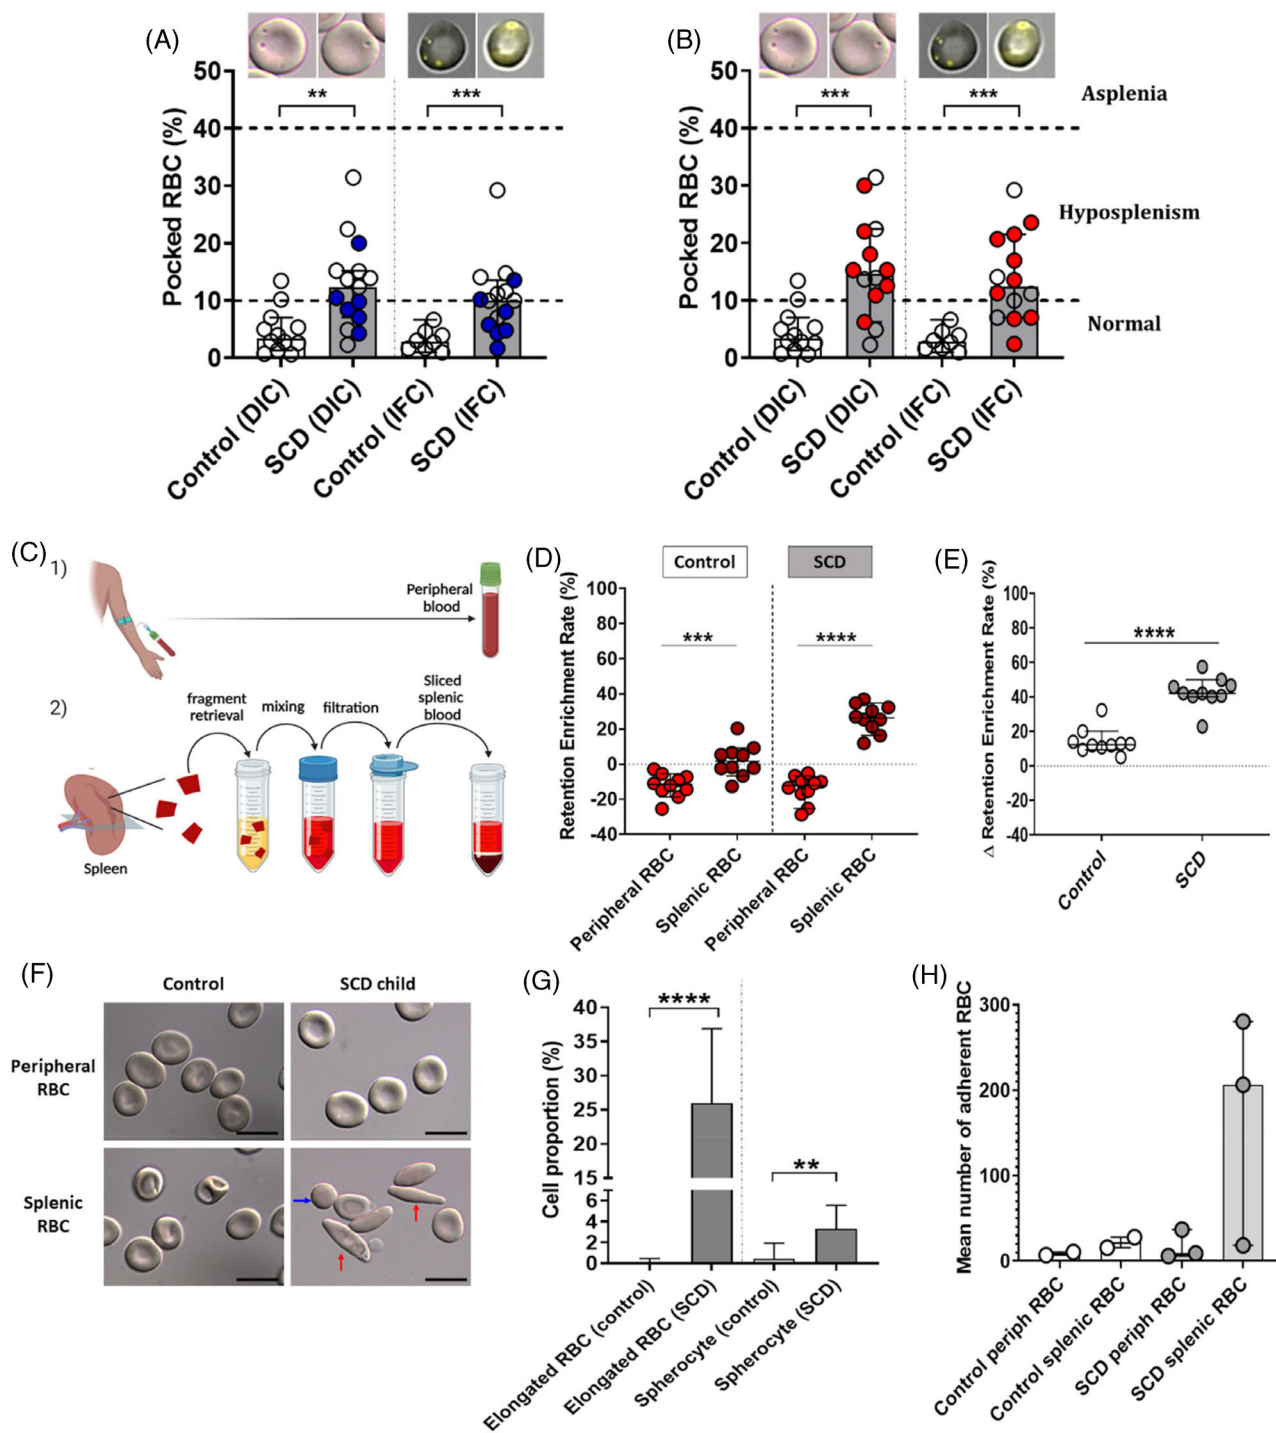 (A)
**
***
50
40
30
20
10
0
Pocked RBC (%)
Control (DIC)
SCD (DIC)
Control (IFC)
SCD (IFC)
(B)
***
***
50
40
30
20
10
0
Pocked RBC (%)
Control (DIC)
SCD (DIC)
Control (IFC)
SCD (IFC)
Asplenia
Hyposplenism
Normal
(C)
1)
Peripheral
blood
2)
fragment
retrieval
mixing
filtration
Sliced
splenic
blood
Spleen
(D)
Control
SCD
***
****
100
80
60
40
20
0
-20
-40
Retention Enrichment Rate (%)
Peripheral RBC
Splenic RBC
Peripheral RBC
Splenic RBC
(E)
****
100
80
60
40
20
0
-20
-40
Δ Retention Enrichment Rate (%)
Control
SCD
(F)
Control
SCD child
Peripheral
RBC
Splenic
RBC
(G)
****
**
40
35
30
25
20
15
6
4
2
0
Cell proportion (%)
Elongated RBC (control)
Elongated RBC (SCD)
Spherocyte (control)
Spherocyte (SCD)
(H)
300
200
100
0
Mean number of adherent RBC
Control periph RBC
Control splenic RBC
SCD periph RBC
SCD splenic RBC